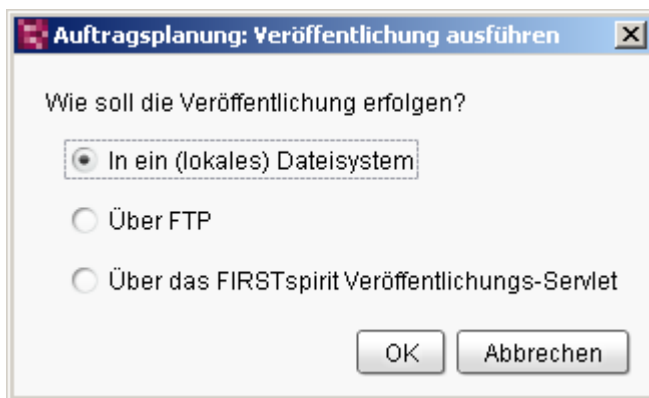 Auftragsplanung: Veröffentlichung ausführen
Wie soll die Veröffentlichung erfolgen?
In ein (lokales) Dateisystem
Über FTP
Über das FIRSTspirit Veröffentlichungs-Servlet
OK Abbrechen